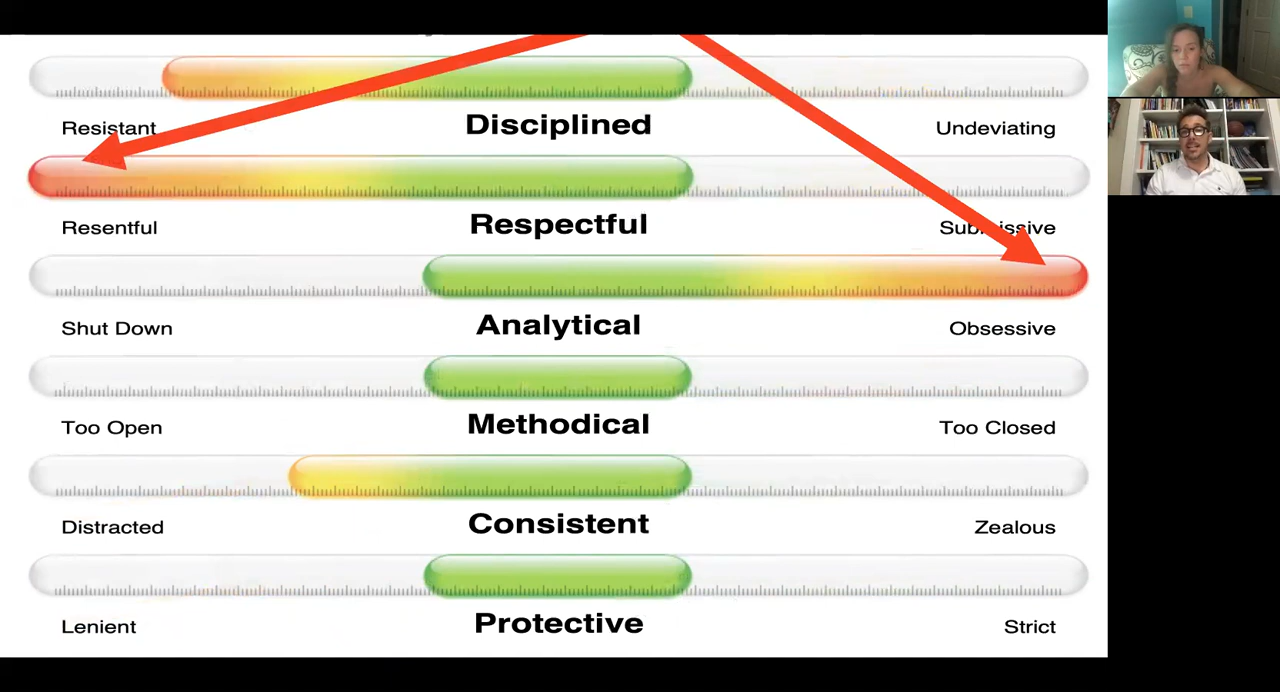 Resistant Disciplined Undeviating
Resentful Respectful Submissive
Shut Down Analytical Obsessive
Too Open Methodical Too Closed
Distracted Consistent Zealous
Lenient Protective Strict